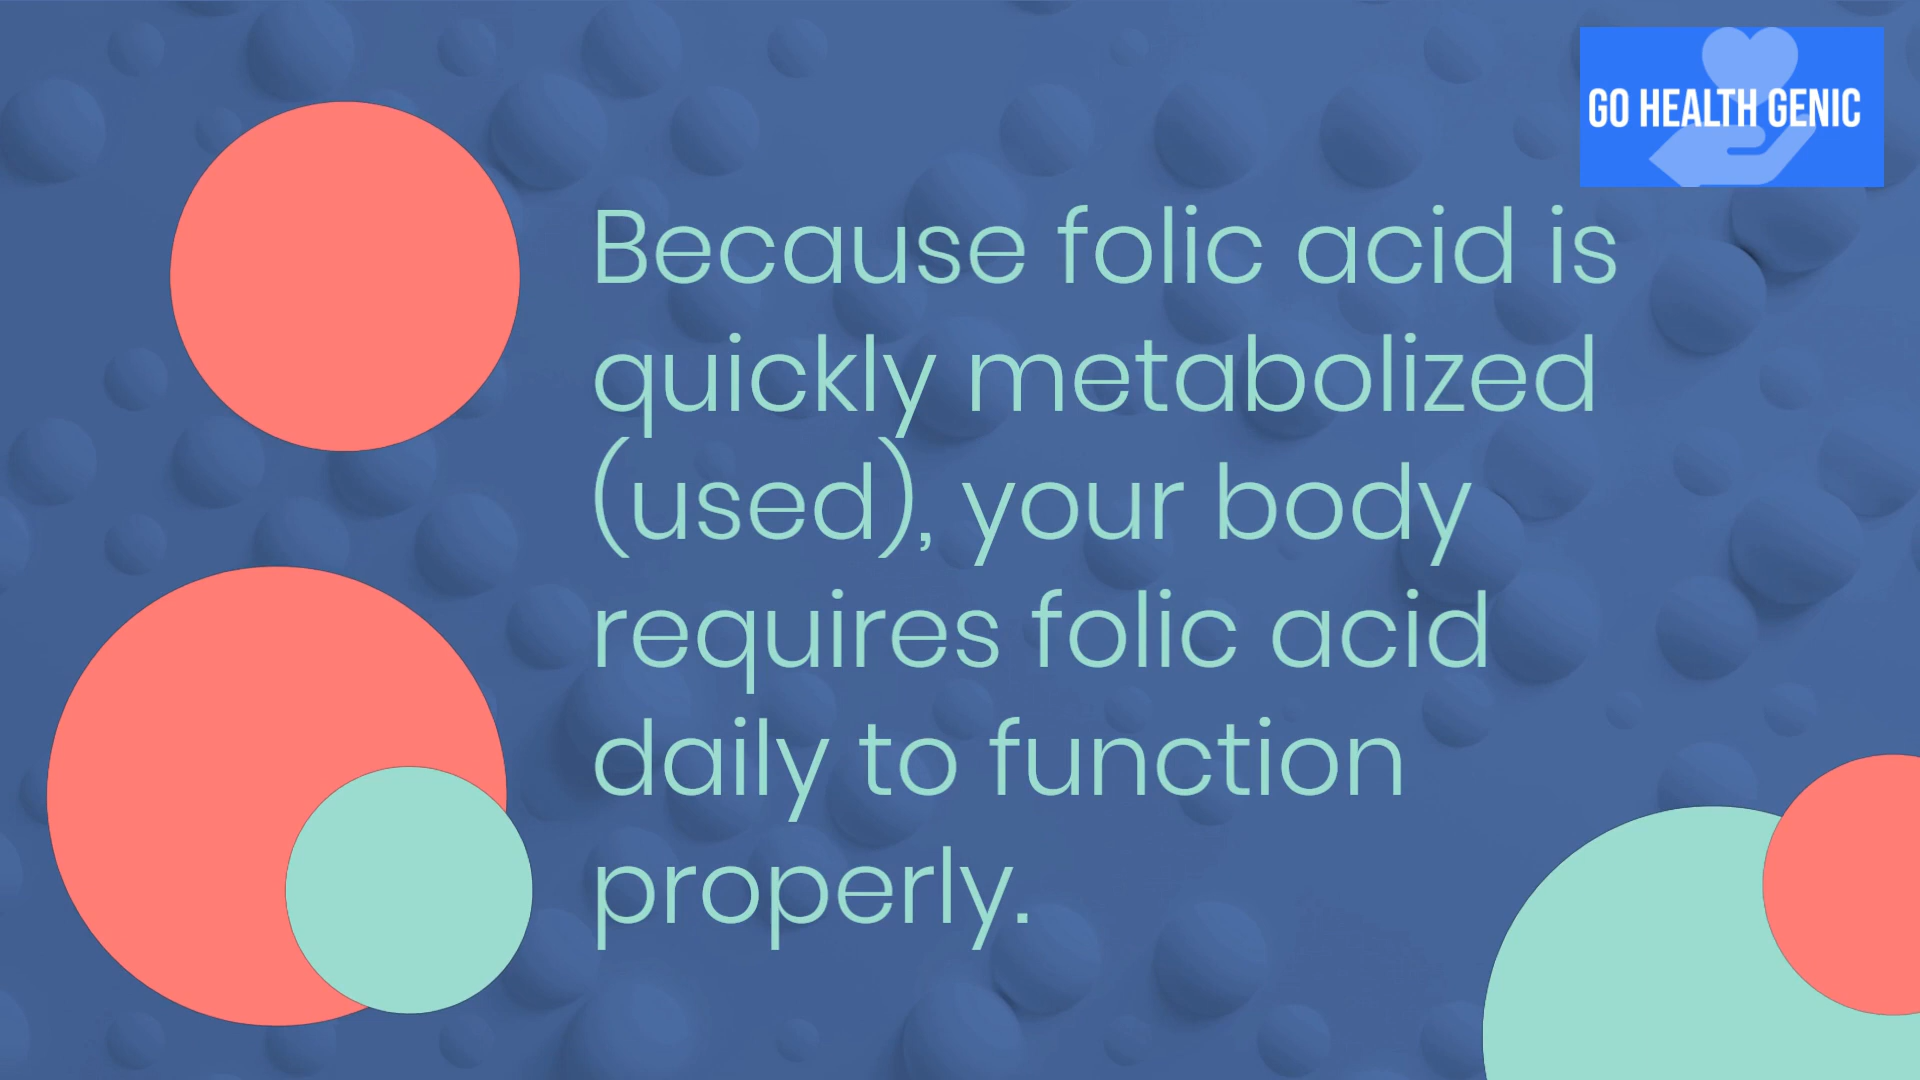 GO HEALTH GENIC
Because folic acid is
quickly metabolized
(used), your body
requires folic acid
daily to function
properly.